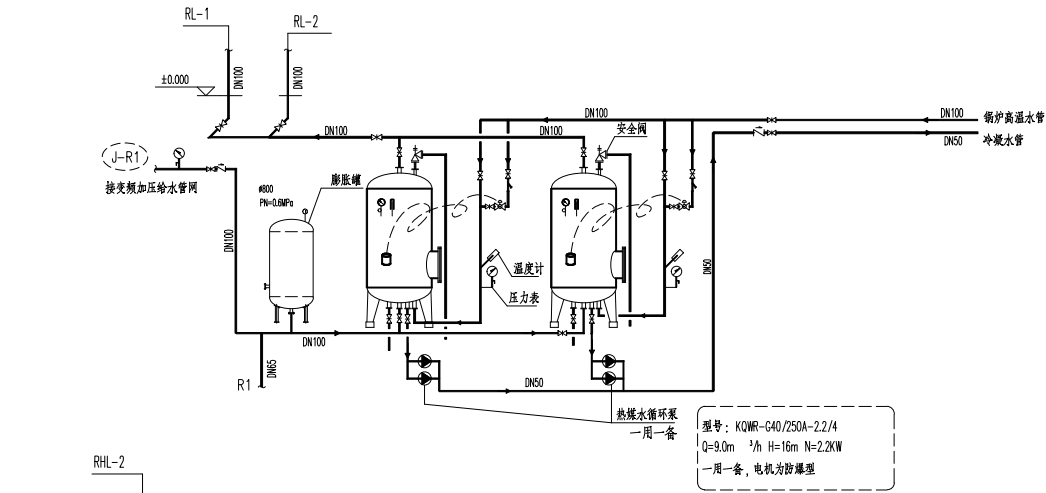 RL-1
RL-2
±0.000
DN100
DN100
DN100
DN100
DN100
DN100
锅炉高温水管
DN50
冷凝水管
安全阀
J-R1
接变频加压给水管网
膨胀罐
ø800
PN=0.6MPa
DN100
DN50
温度计
压力表
DN100
DN65
R1
DN50
热媒水循环泵
一用一备
型号: KQWR-G40/250A-2.2/4
Q=9.0m ³/h H=16m N=2.2KW
一用一备, 电机为防爆型
RHL-2